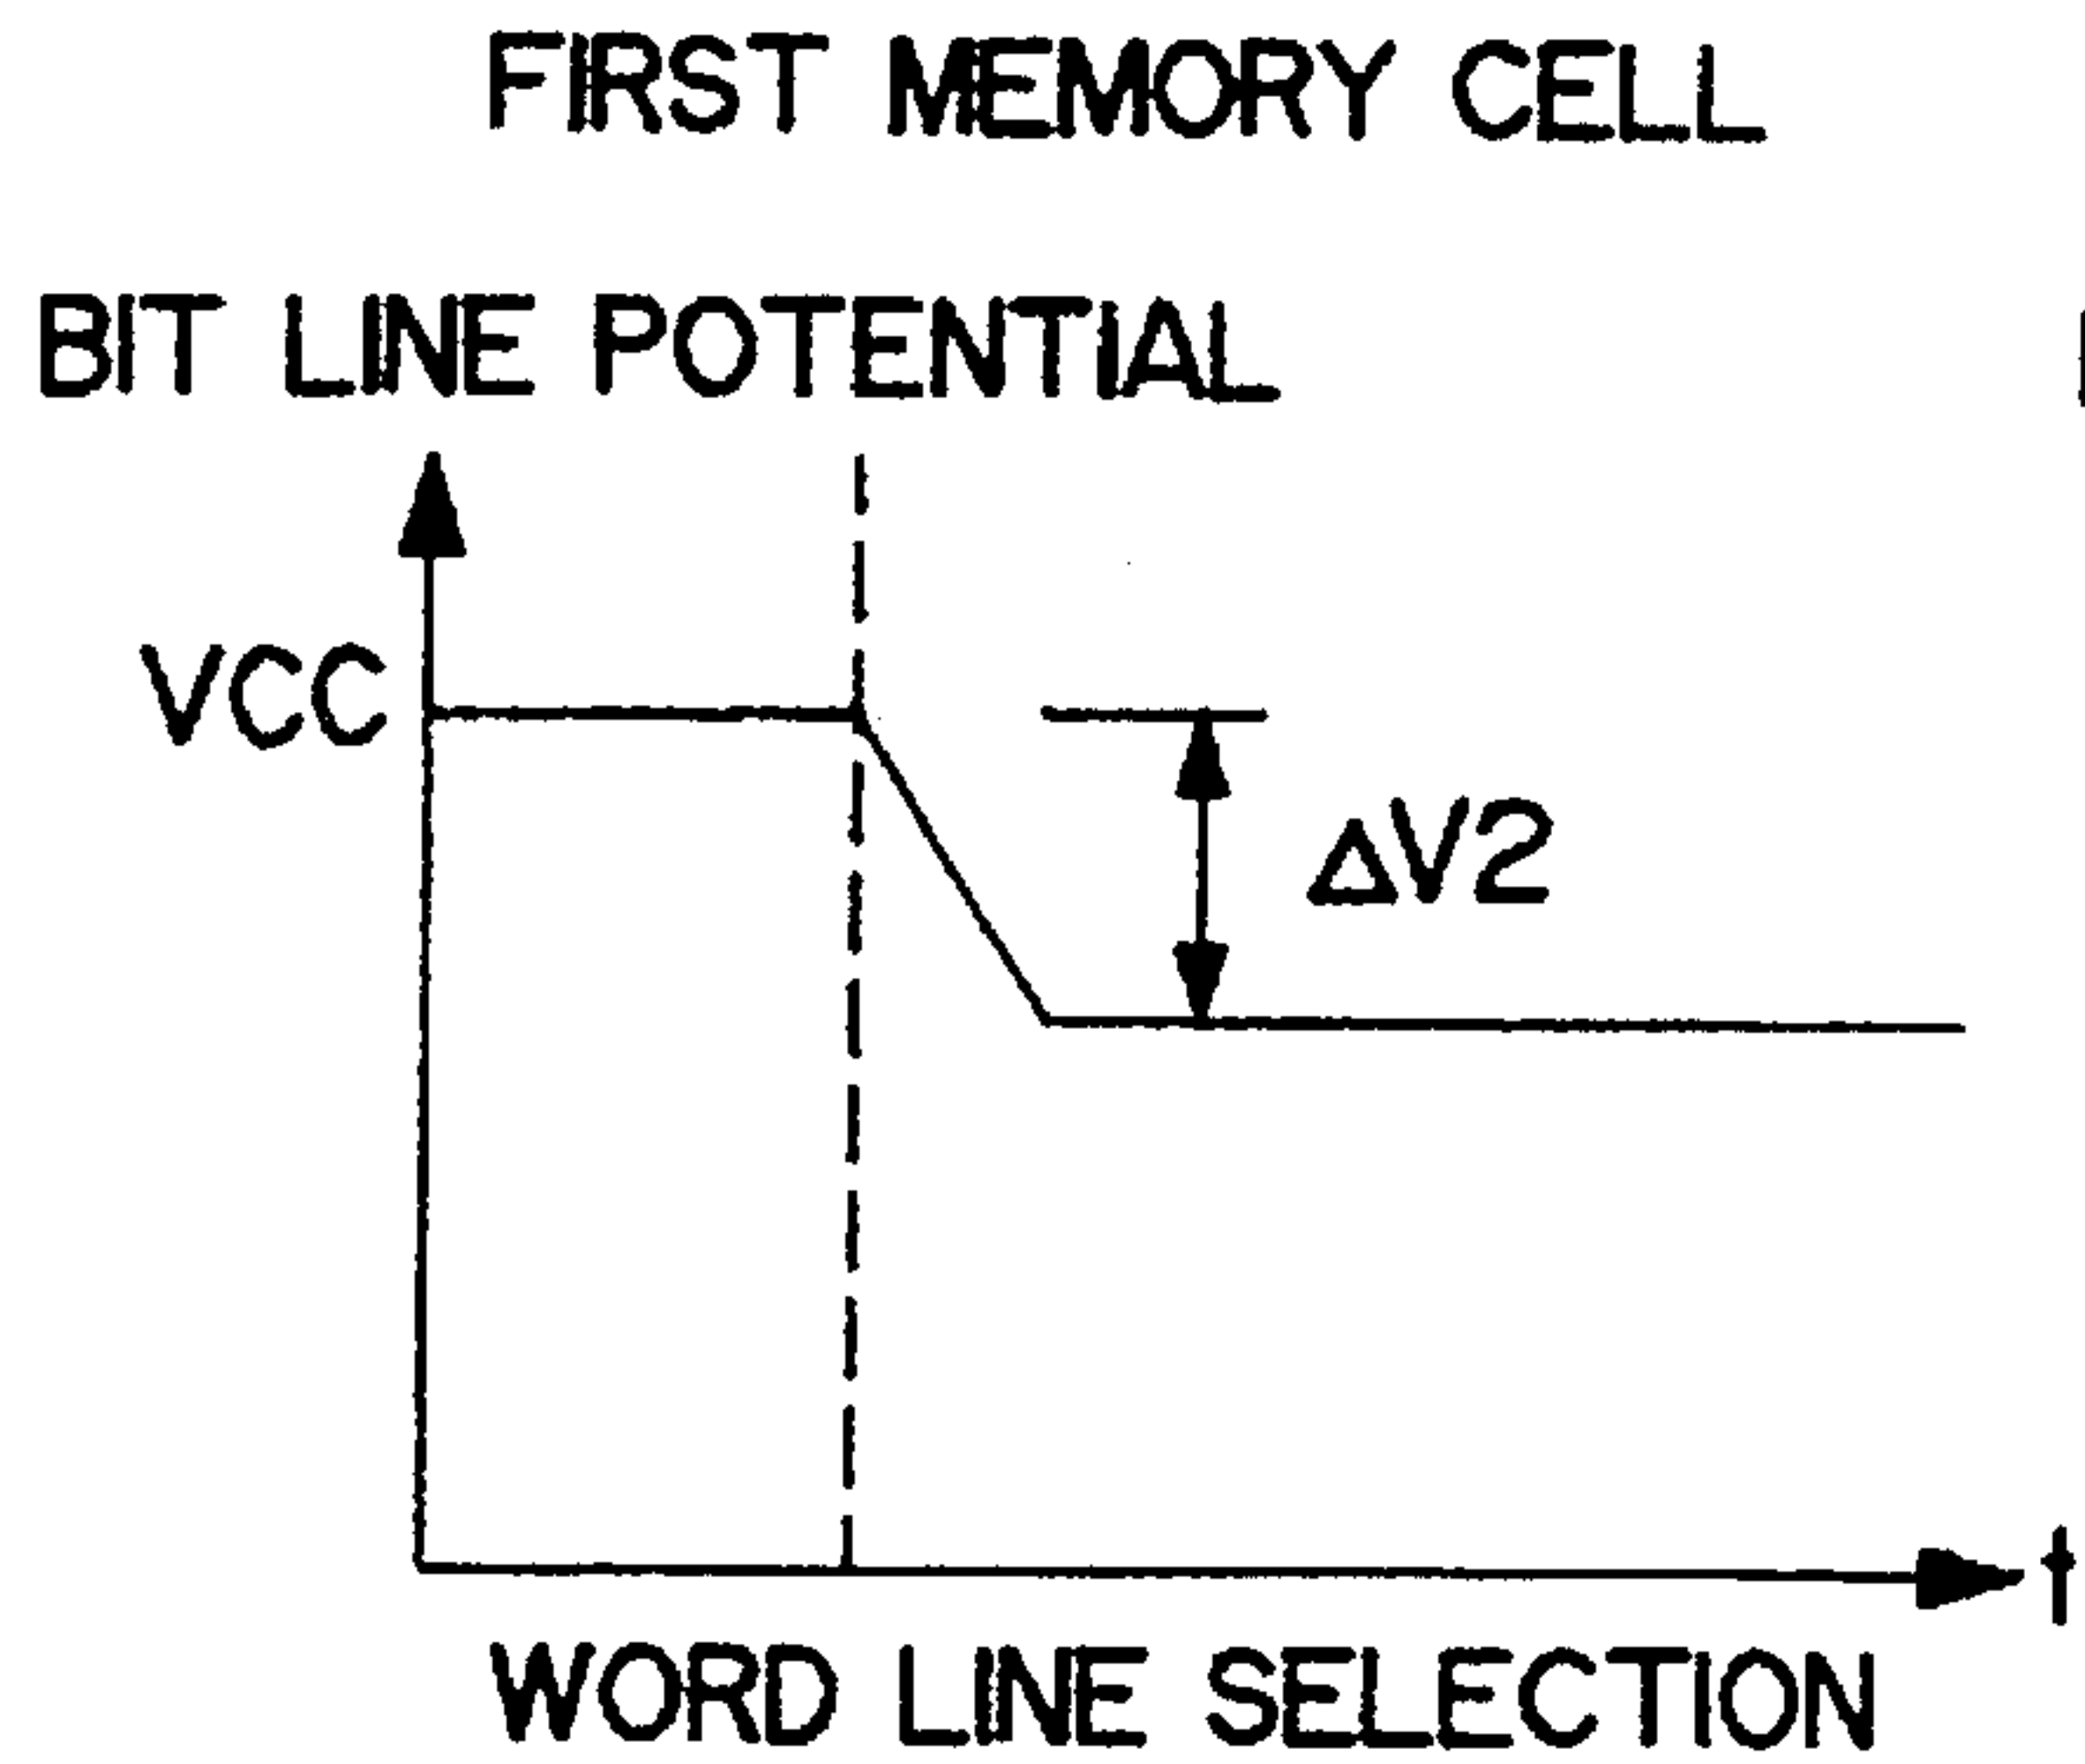 FIRST MEMORY CELL
BIT LINE POTENTIAL
VCC
ΔV2
t
WORD LINE SELECTION